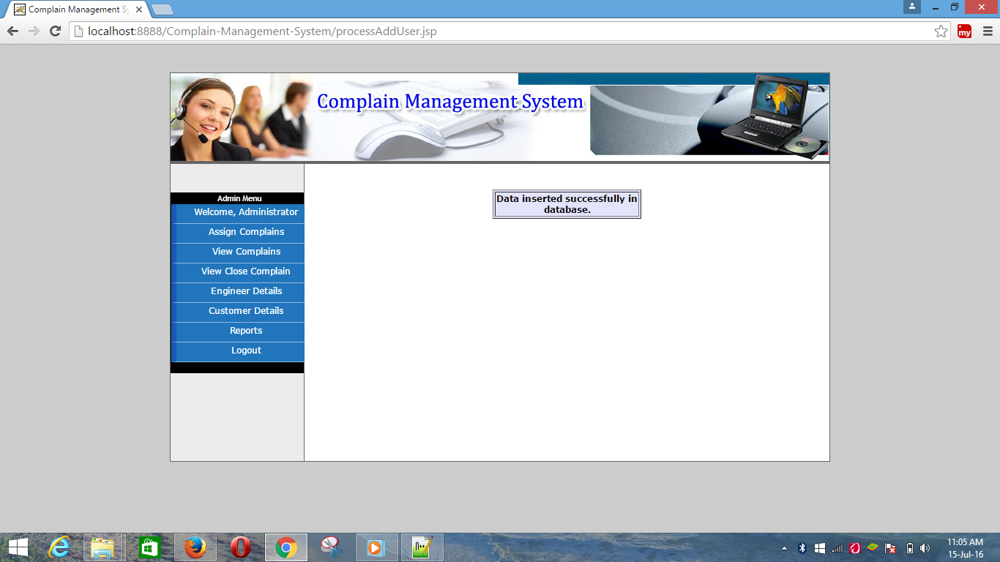 Complain Management Sy
localhost:8888/Complain-Management-System/processAddUser.jsp
my
Complain Management System
Admin Menu
Welcome, Administrator
Assign Complains
View Complains
View Close Complain
Engineer Details
Customer Details
Reports
Logout
Data inserted successfully in
database.
11:05 AM
15-Jul-16